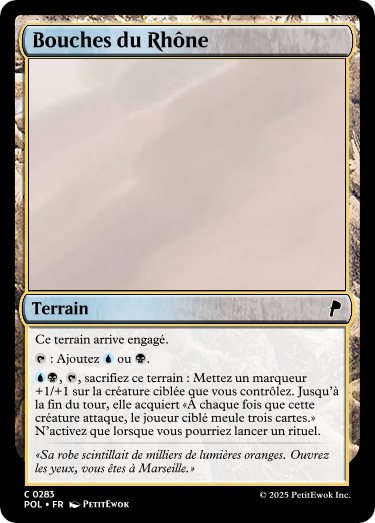 Bouches du Rhône
Terrain
Ce terrain arrive engagé.
: Ajoutez ou .
, , sacrifiez ce terrain : Mettez un marqueur
+1/+1 sur la créature ciblée que vous contrôlez. Jusqu'à
la fin du tour, elle acquiert «À chaque fois que cette
créature attaque, le joueur ciblé meule trois cartes.»
N'activez que lorsque vous pourriez lancer un rituel.
«Sa robe scintillait de milliers de lumières oranges. Ouvrez
les yeux, vous êtes à Marseille.»
C 0283
POL • FR PetitEwok
© 2025 PetitEwok Inc.